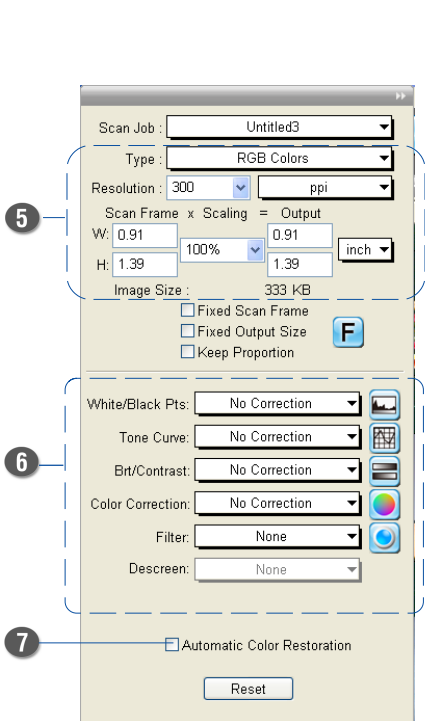 Scan Job : Untitled3
Type : RGB Colors
Resolution : 300 ppi
5
Scan Frame x Scaling = Output
W: 0.91 100% 0.91 inch
H: 1.39 1.39
Image Size : 333 KB
Fixed Scan Frame
Fixed Output Size
F
Keep Proportion
White/Black Pts: No Correction
Tone Curve: No Correction
6
Brt/Contrast: No Correction
Color Correction: No Correction
Filter: None
Descreen: None
7
Automatic Color Restoration
Reset